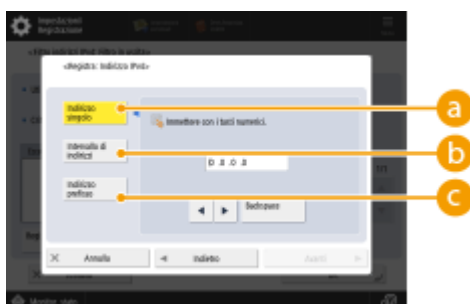 Impostazioni/
Registrazione
<Registra: Indirizzo IPv4>
Indirizzo
singolo
Immettere con i tasti numerici.
Intervallo di
indirizzi
0 .0 .0 .0
Indirizzo
prefisso
◀ ▶ Backspace
Annulla
Indietro
Avanti
Monitor stato
a
b
c